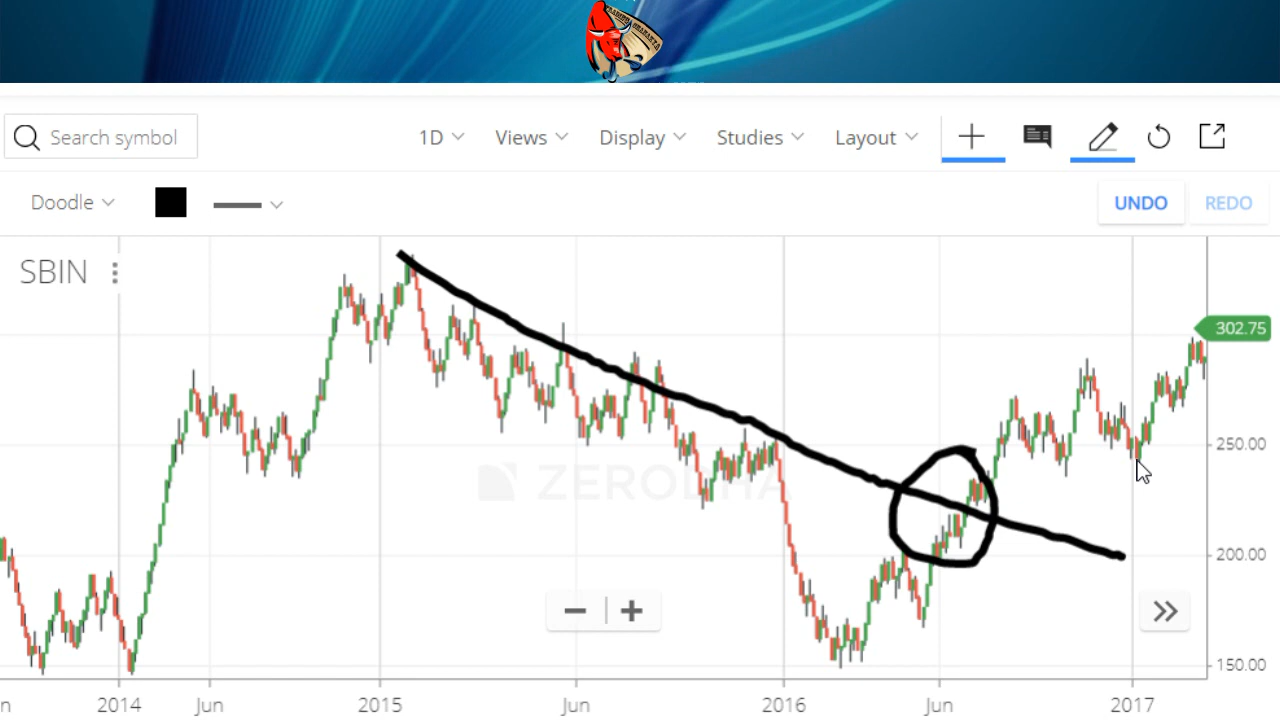 Search symbol
1D Views Display Studies Layout
Doodle
UNDO REDO
SBIN
302.75
250.00
ZERODHA
200.00
150.00
n 2014 Jun 2015 Jun 2016 Jun 2017